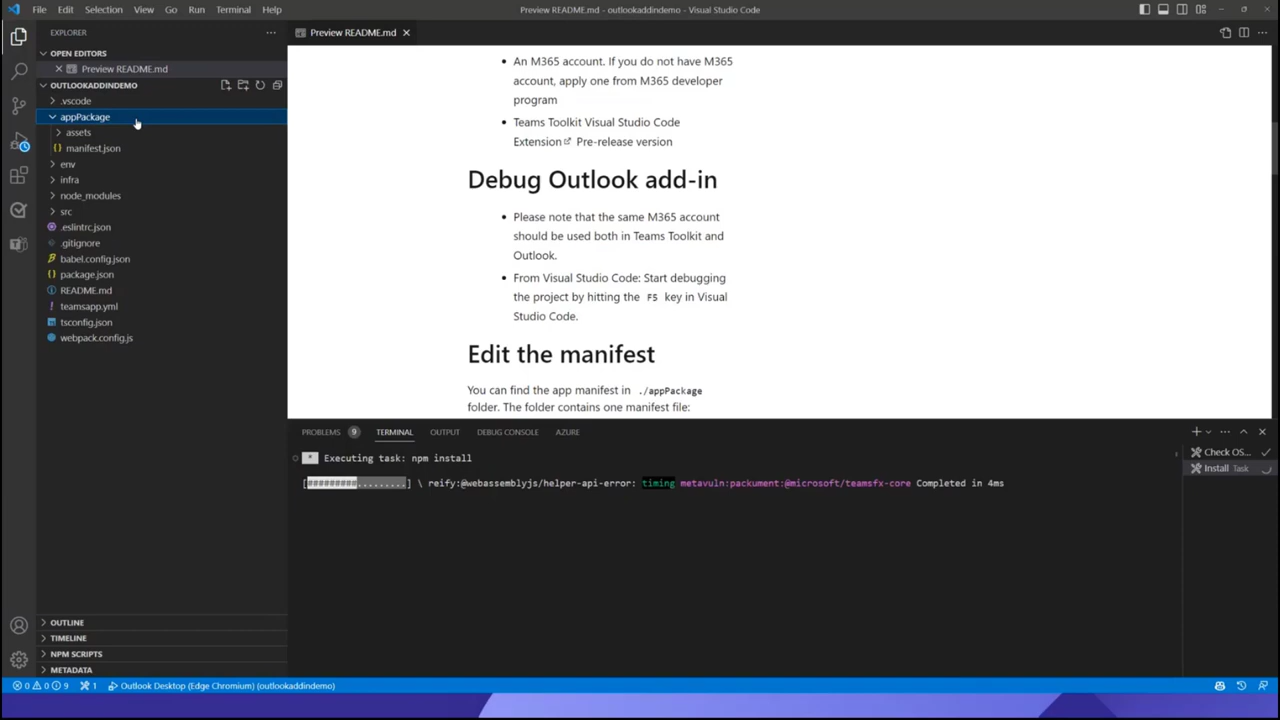 File Edit Selection View Go Run Terminal Help
Preview README.md - outlookaddindemo - Visual Studio Code
EXPLORER
OPEN EDITORS
Preview README.md
OUTLOOKADDINDEMO
.vscode
appPackage
assets
{} manifest.json
env
infra
node_modules
src
.eslintrc.json
.gitignore
babel.config.json
package.json
README.md
! teamsapp.yml
tsconfig.json
webpack.config.js
OUTLINE
TIMELINE
NPM SCRIPTS
METADATA
Preview README.md
• An M365 account. If you do not have M365
account, apply one from M365 developer
program
• Teams Toolkit Visual Studio Code
Extension Pre-release version
Debug Outlook add-in
• Please note that the same M365 account
should be used both in Teams Toolkit and
Outlook.
• From Visual Studio Code: Start debugging
the project by hitting the F5 key in Visual
Studio Code.
Edit the manifest
You can find the app manifest in ./appPackage
folder. The folder contains one manifest file:
PROBLEMS 9 TERMINAL OUTPUT DEBUG CONSOLE AZURE
* Executing task: npm install
[#########.........] \ reify:@webassemblyjs/helper-api-error: timing metavuln:packument:@microsoft/teamsfx-core Completed in 4ms
Check OS...
Install Task
0 0 9 1 Outlook Desktop (Edge Chromium) (outlookaddindemo)